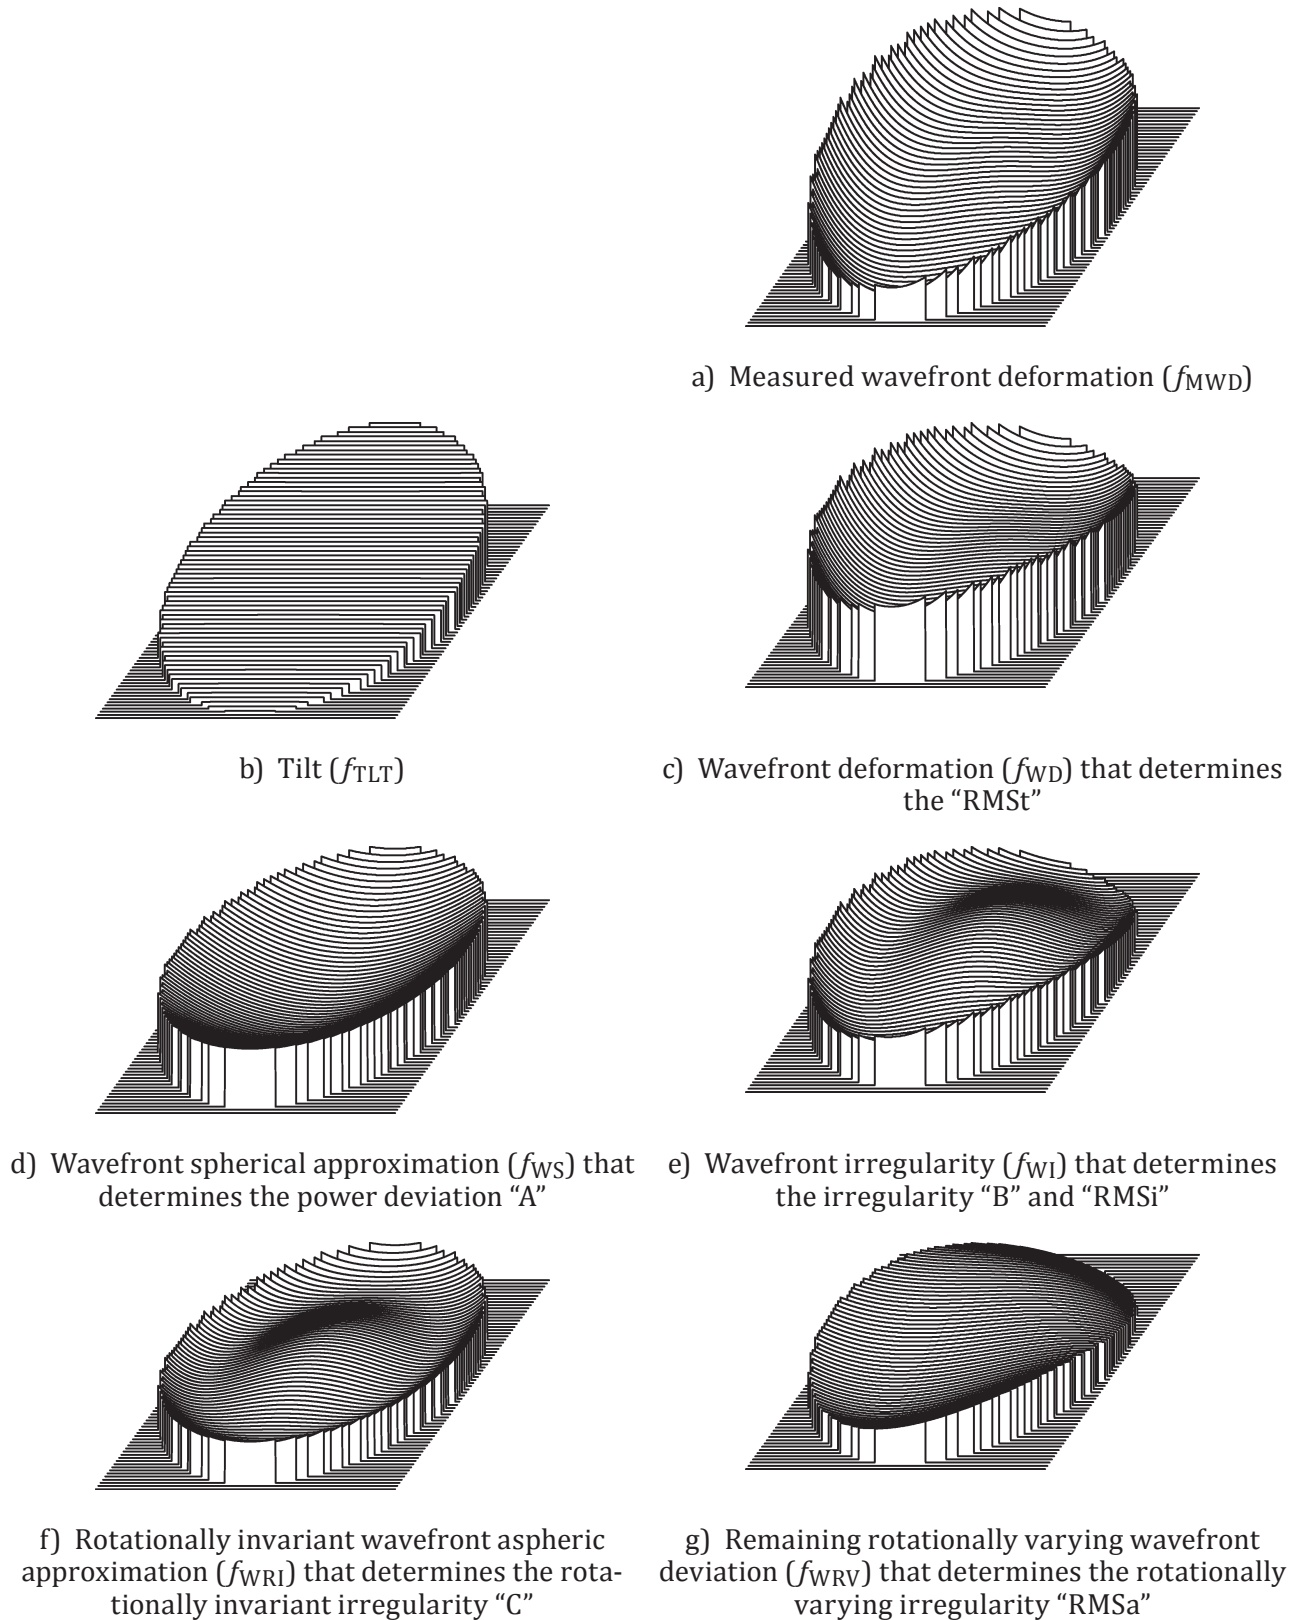 a) Measured wavefront deformation (fMWD)
b) Tilt (fTLT)
c) Wavefront deformation (fWD) that determines
the “RMSt”
d) Wavefront spherical approximation (fWS) that
determines the power deviation “A”
e) Wavefront irregularity (fWI) that determines
the irregularity “B” and “RMSi”
f) Rotationally invariant wavefront aspheric
approximation (fWRI) that determines the rota-
tionally invariant irregularity “C”
g) Remaining rotationally varying wavefront
deviation (fWRV) that determines the rotationally
varying irregularity “RMSa”